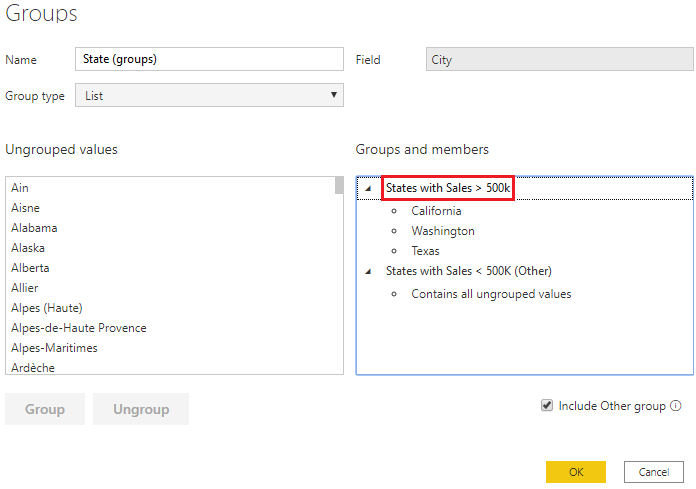 Groups
Name State (groups) Field City
Group type List
Ungrouped values Groups and members
Ain
Aisne
Alabama
Alaska
Alberta
Allier
Alpes (Haute)
Alpes-de-Haute Provence
Alpes-Maritimes
Ardèche
States with Sales > 500k
California
Washington
Texas
States with Sales < 500K (Other)
Contains all ungrouped values
Group Ungroup Include Other group
OK Cancel